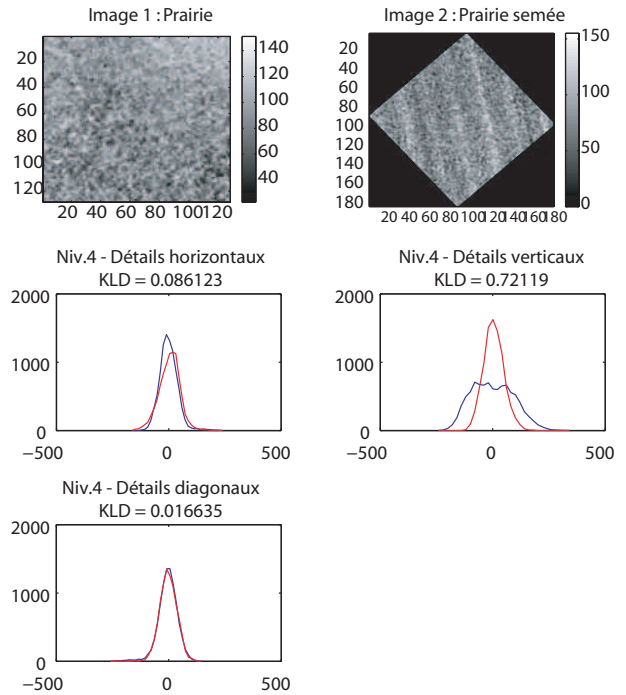 Image 1 : Prairie
Image 2 : Prairie semée
20
40
60
80
100
120
20 40 60 80 100 120
140
120
100
80
60
40
20
40
60
80
100
120
140
160
180
20 40 60 80 100 120 140 160 180
150
100
50
0
Niv.4 - Détails horizontaux
KLD = 0.086123
2000
1000
0
−500 0 500
Niv.4 - Détails verticaux
KLD = 0.72119
2000
1000
0
−500 0 500
Niv.4 - Détails diagonaux
KLD = 0.016635
2000
1000
0
−500 0 500